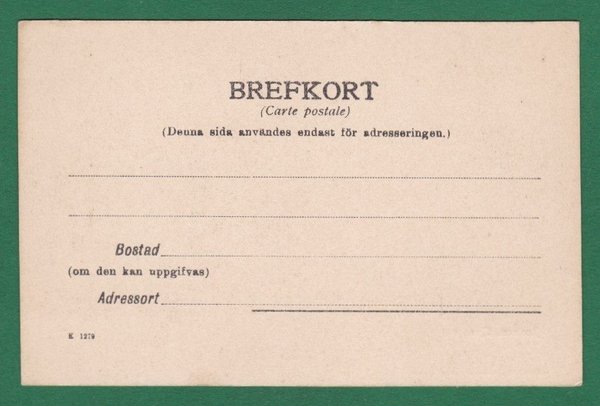 BREFKORT
(Carte postale)
(Denna sida användes endast för adresseringen.)
Bostad
(om den kan uppgifvas)
Adressort
K 1279